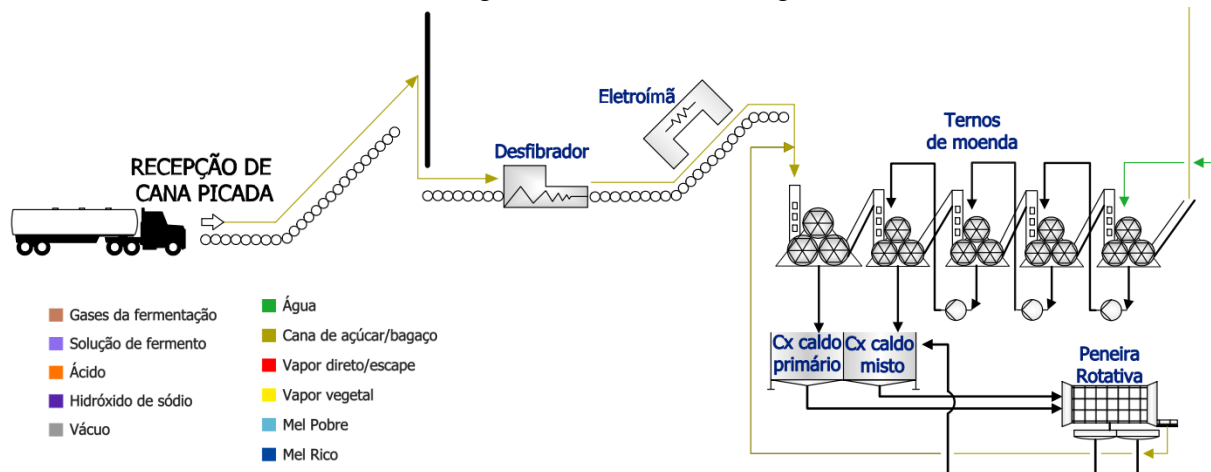 Eletroímã
Ternos
de moenda
Desfibrador
RECEPÇÃO DE
CANA PICADA
Gases da fermentação
Solução de fermento
Ácido
Hidróxido de sódio
Vácuo
Água
Cana de açúcar/bagaço
Vapor direto/escape
Vapor vegetal
Mel Pobre
Mel Rico
Cx caldo
primário
Cx caldo
misto
Peneira
Rotativa